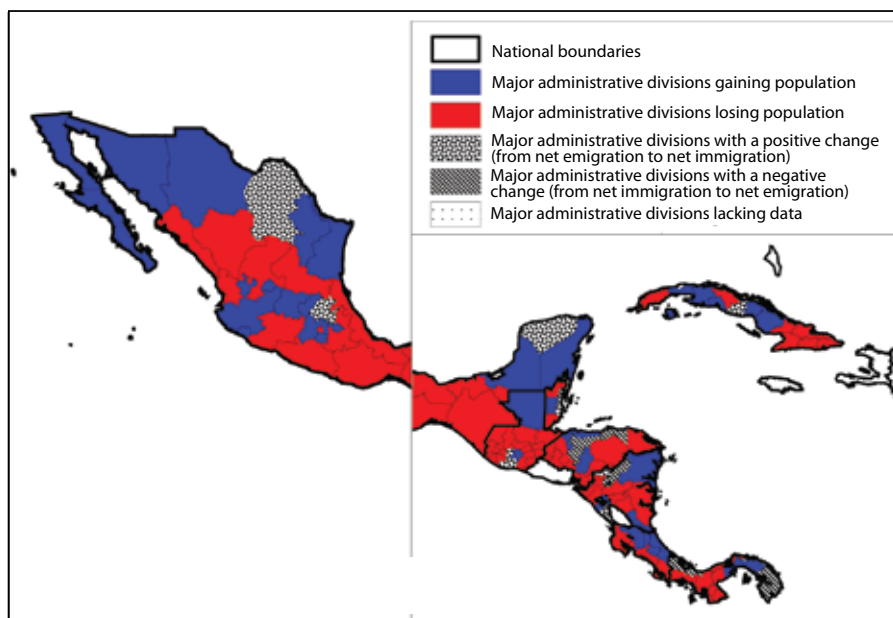 National boundaries
Major administrative divisions gaining population
Major administrative divisions losing population
Major administrative divisions with a positive change
(from net emigration to net immigration)
Major administrative divisions with a negative
change (from net immigration to net emigration)
Major administrative divisions lacking data